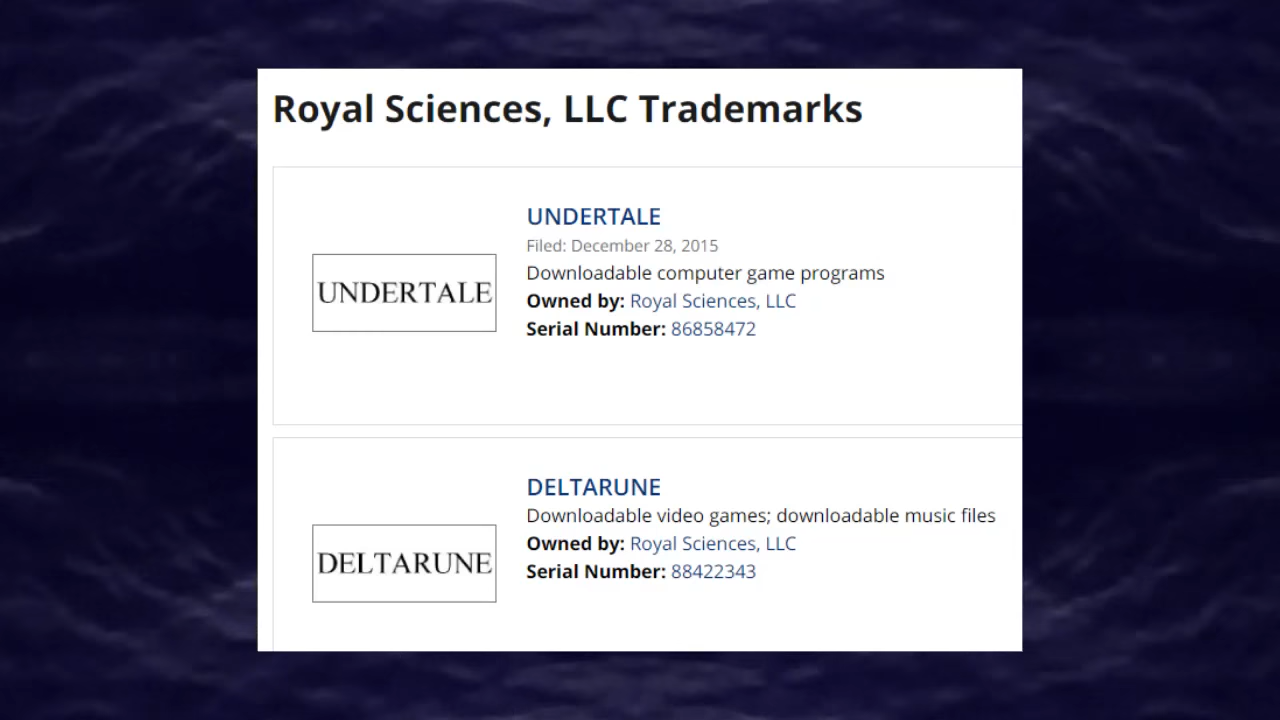 Royal Sciences, LLC Trademarks
UNDERTALE
UNDERTALE
Filed: December 28, 2015
Downloadable computer game programs
Owned by: Royal Sciences, LLC
Serial Number: 86858472
DELTARUNE
DELTARUNE
Downloadable video games; downloadable music files
Owned by: Royal Sciences, LLC
Serial Number: 88422343